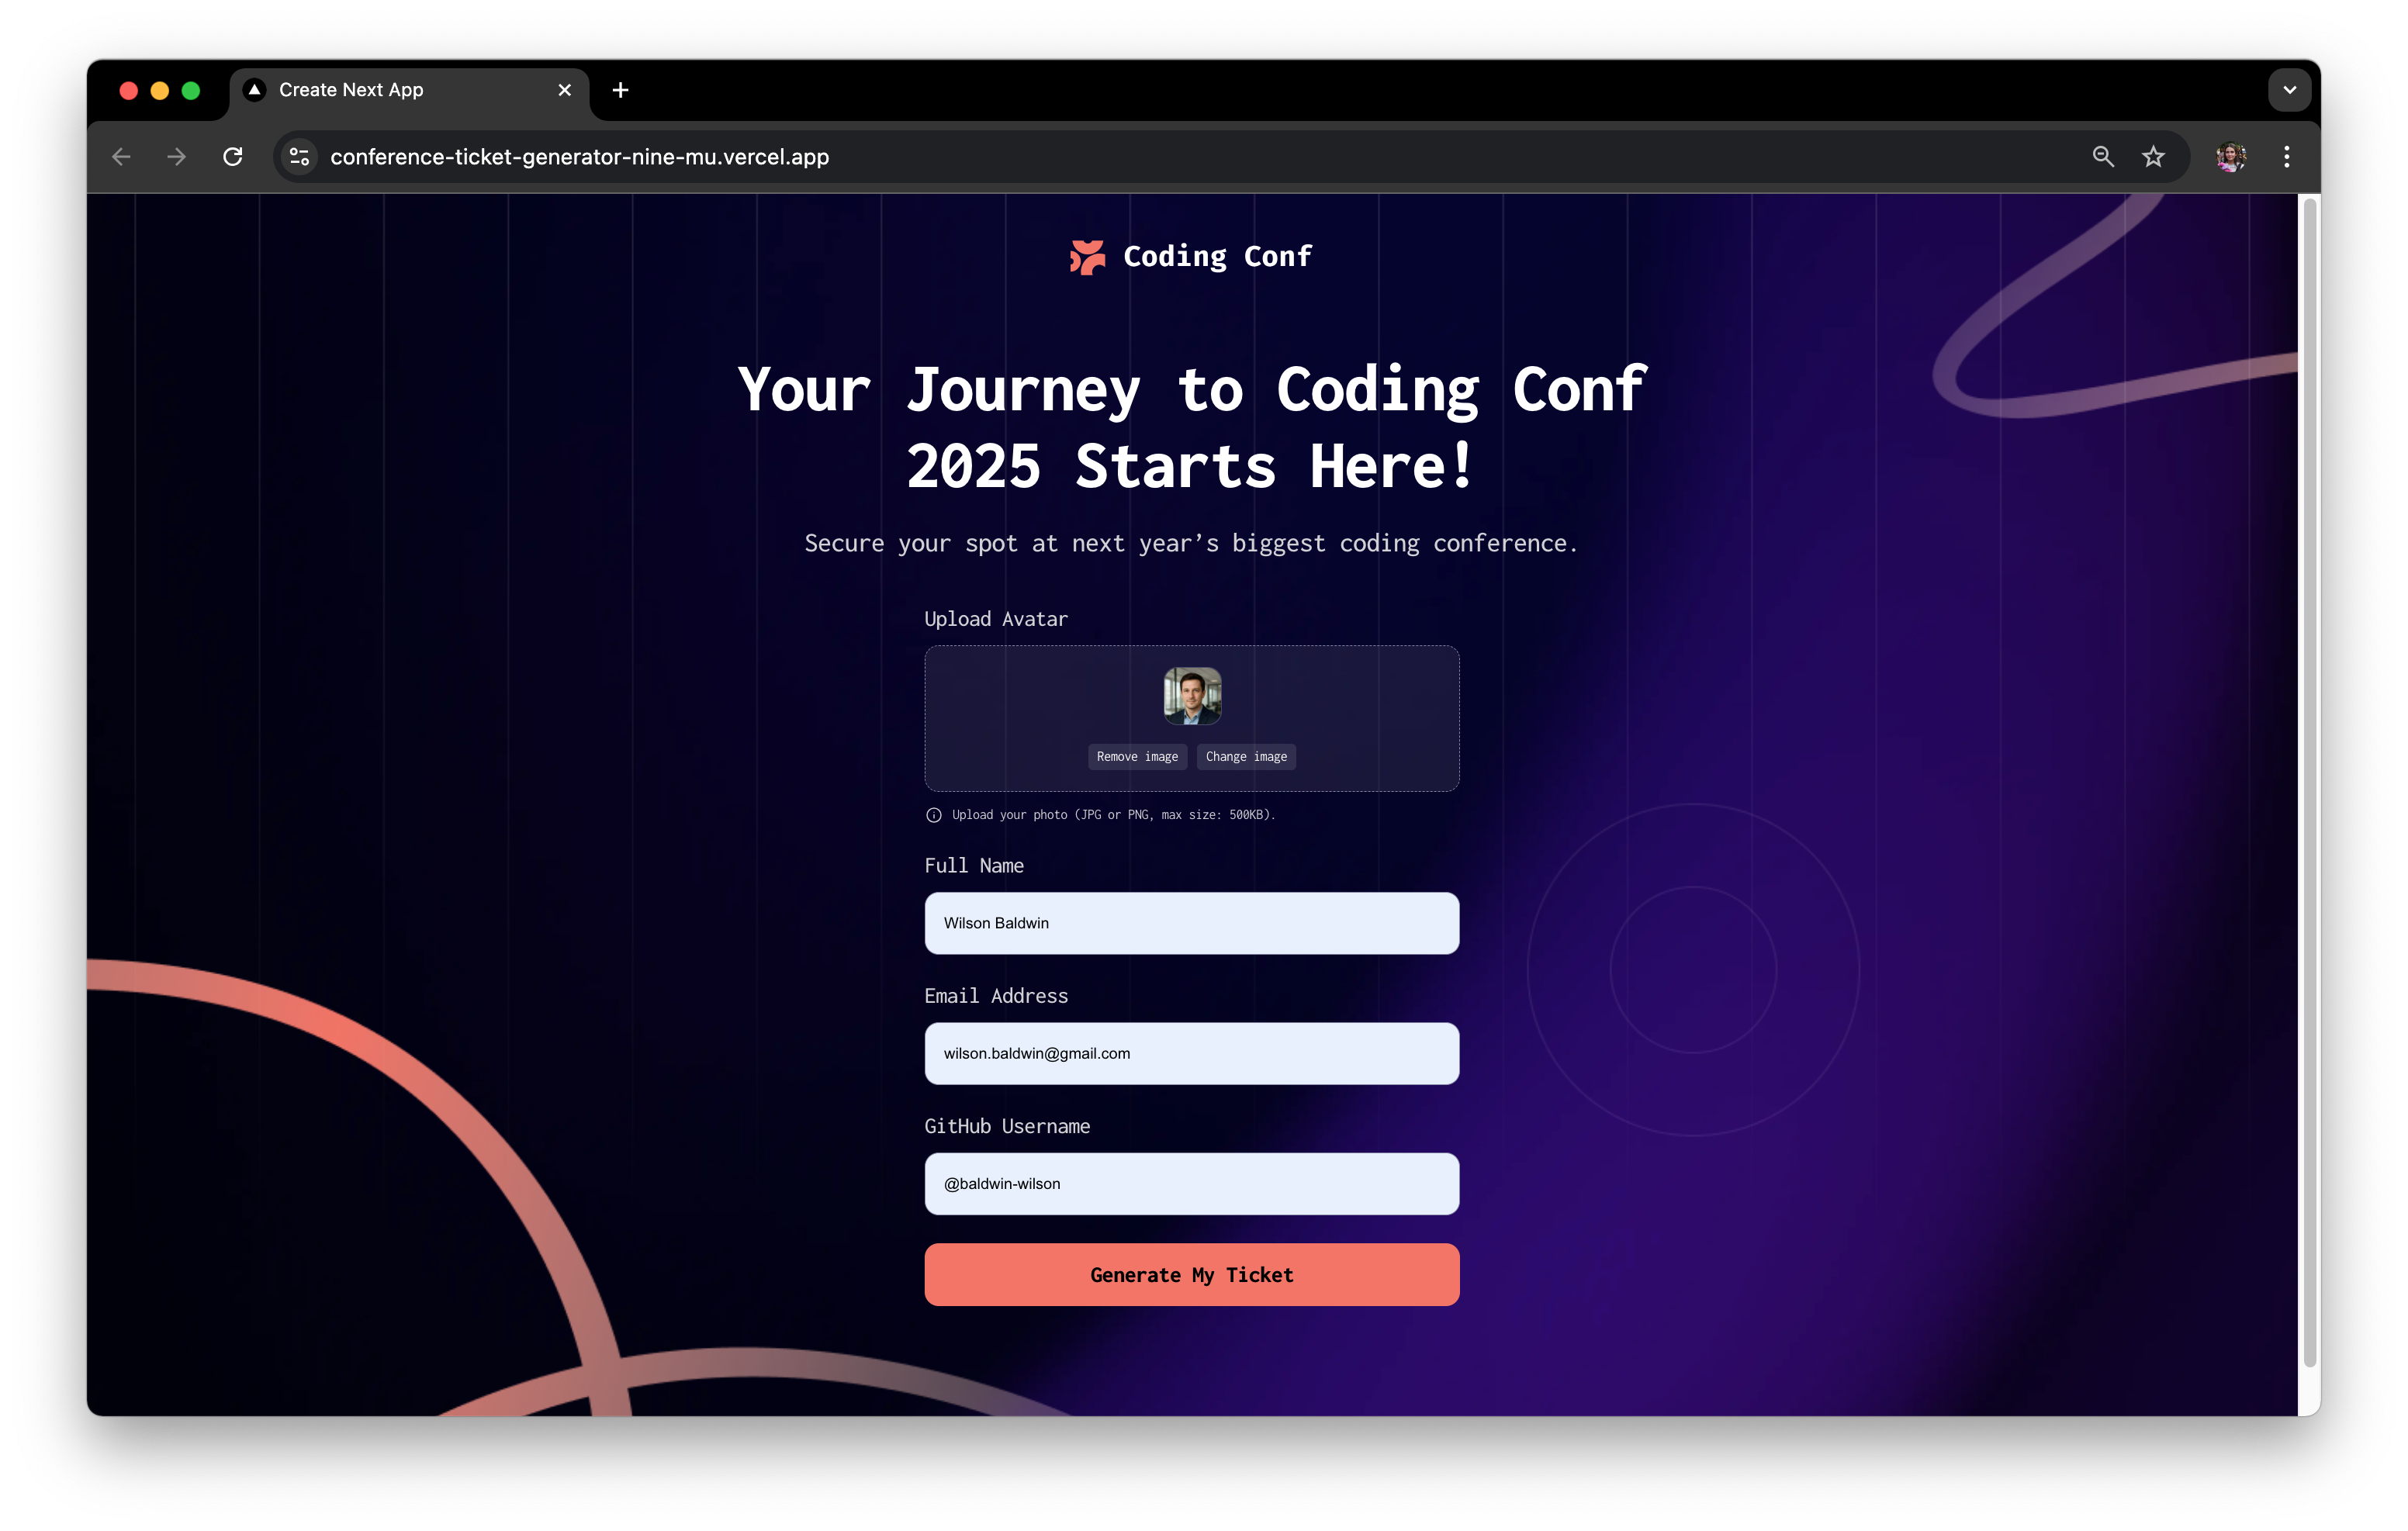 Create Next App
conference-ticket-generator-nine-mu.vercel.app
Coding Conf
Your Journey to Coding Conf
2025 Starts Here!
Secure your spot at next year’s biggest coding conference.
Upload Avatar
Remove image Change image
Upload your photo (JPG or PNG, max size: 500KB).
Full Name
Wilson Baldwin
Email Address
wilson.baldwin@gmail.com
GitHub Username
@baldwin-wilson
Generate My Ticket